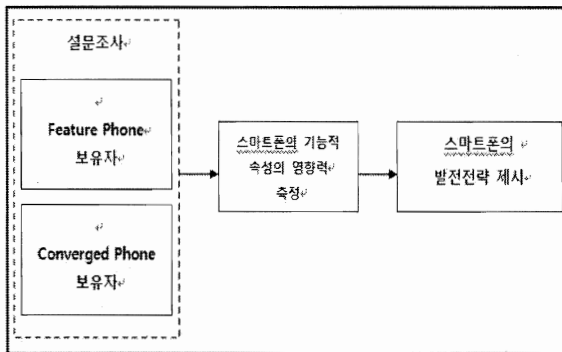 설문조사
Feature Phone
보유자
Converged Phone
보유자
스마트폰의 기능적
속성의 영향력
측정
스마트폰의
발전전략 제시